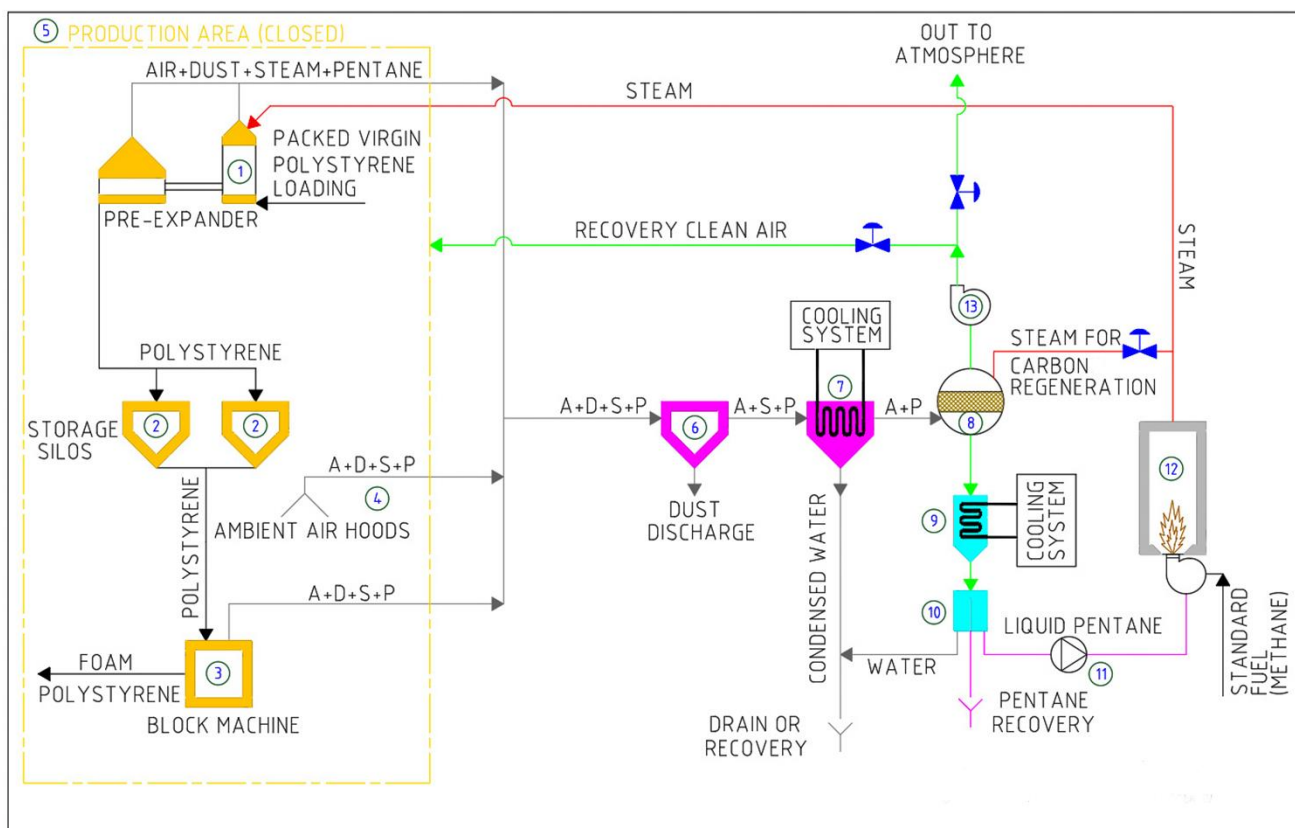 5 PRODUCTION AREA (CLOSED)
AIR+DUST+STEAM+PENTANE
OUT TO
ATMOSPHERE
STEAM
PACKED VIRGIN
POLYSTYRENE
LOADING
1
PRE-EXPANDER
RECOVERY CLEAN AIR
STEAM
13
COOLING
SYSTEM
STEAM FOR
CARBON
REGENERATION
POLYSTYRENE
7
2
2
STORAGE
SILOS
A+D+S+P
6
A+S+P
A+P
8
12
A+D+S+P
4
AMBIENT AIR HOODS
DUST
DISCHARGE
9
COOLING
SYSTEM
POLYSTYRENE
CONDENSED WATER
A+D+S+P
10
LIQUID PENTANE
11
WATER
STANDARD
FUEL
(METHANE)
FOAM
POLYSTYRENE
3
BLOCK MACHINE
DRAIN OR
RECOVERY
PENTANE
RECOVERY